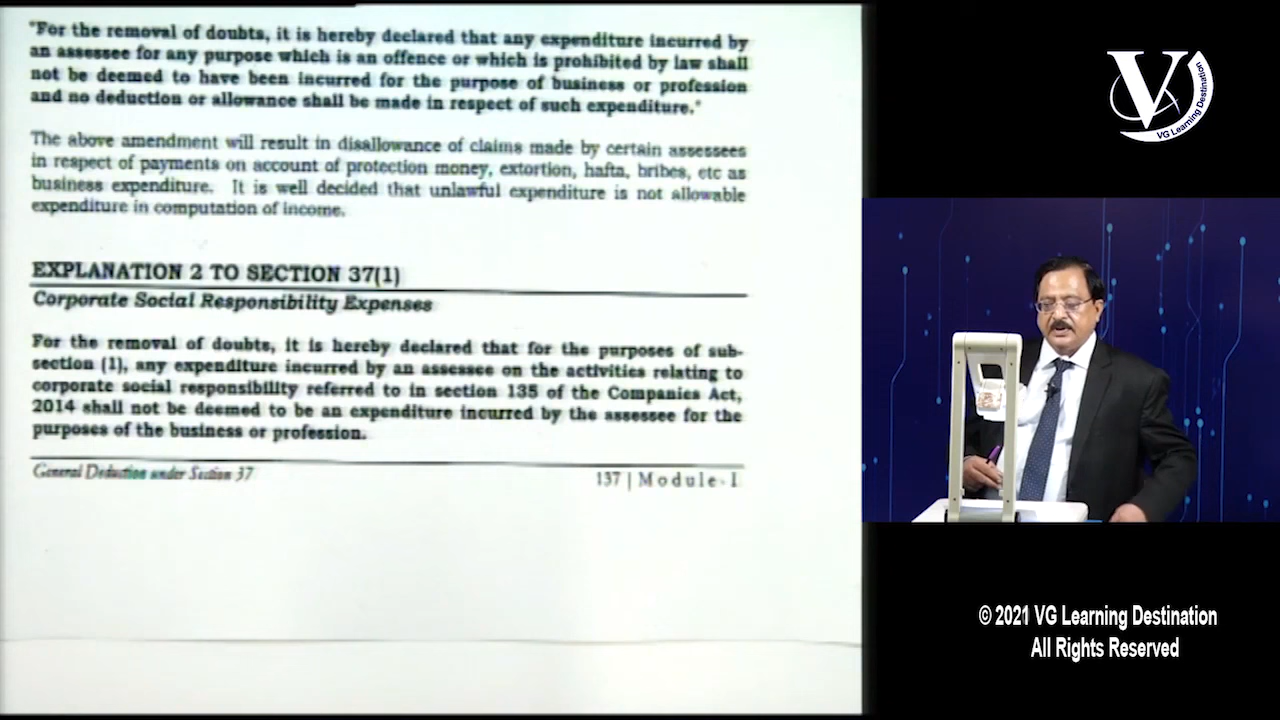 "For the removal of doubts, it is hereby declared that any expenditure incurred by
an assessee for any purpose which is an offence or which is prohibited by law shall
not be deemed to have been incurred for the purpose of business or profession
and no deduction or allowance shall be made in respect of such expenditure."
The above amendment will result in disallowance of claims made by certain assessees
in respect of payments on account of protection money, extortion, hafta, bribes, etc as
business expenditure. It is well decided that unlawful expenditure is not allowable
expenditure in computation of income.
EXPLANATION 2 TO SECTION 37(1)
Corporate Social Responsibility Expenses
For the removal of doubts, it is hereby declared that for the purposes of sub-
section (1), any expenditure incurred by an assessee on the activities relating to
corporate social responsibility referred to in section 135 of the Companies Act,
2014 shall not be deemed to be an expenditure incurred by the assessee for the
purposes of the business or profession.
General Deduction under Section 37
137 | Module-I
V
VG Learning Destination
© 2021 VG Learning Destination
All Rights Reserved